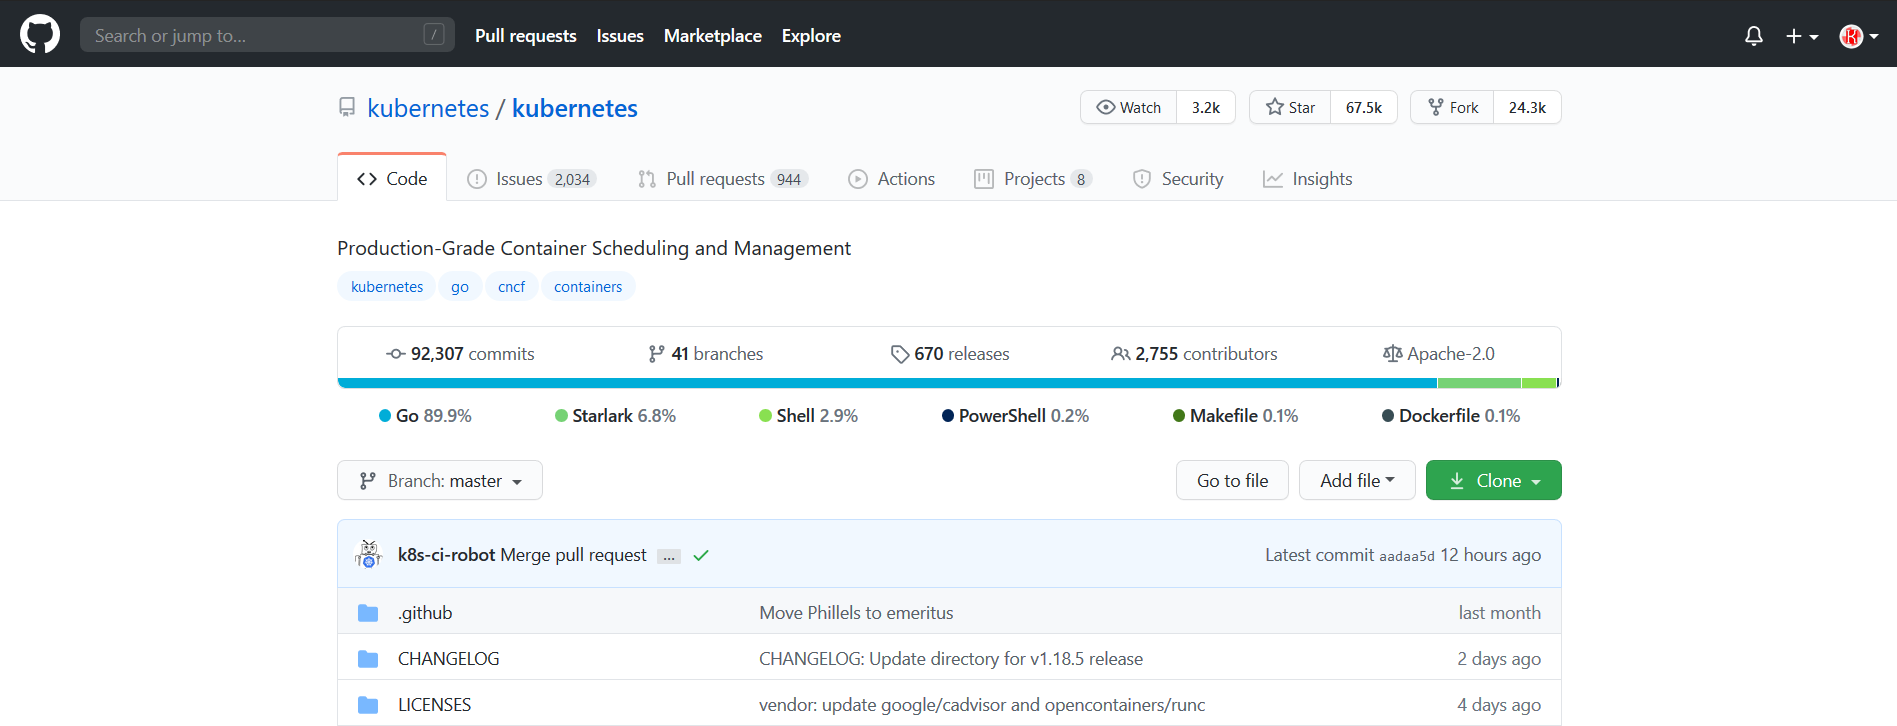 Search or jump to... / Pull requests Issues Marketplace Explore
kubernetes / kubernetes Watch 3.2k Star 67.5k Fork 24.3k
Code Issues 2,034 Pull requests 944 Actions Projects 8 Security Insights
Production-Grade Container Scheduling and Management
kubernetes go cncf containers
92,307 commits 41 branches 670 releases 2,755 contributors Apache-2.0
Go 89.9% Starlark 6.8% Shell 2.9% PowerShell 0.2% Makefile 0.1% Dockerfile 0.1%
Branch: master Go to file Add file Clone
k8s-ci-robot Merge pull request ... Latest commit aadaa5d 12 hours ago
.github Move Phillels to emeritus last month
CHANGELOG CHANGELOG: Update directory for v1.18.5 release 2 days ago
LICENSES vendor: update google/cadvisor and opencontainers/runc 4 days ago